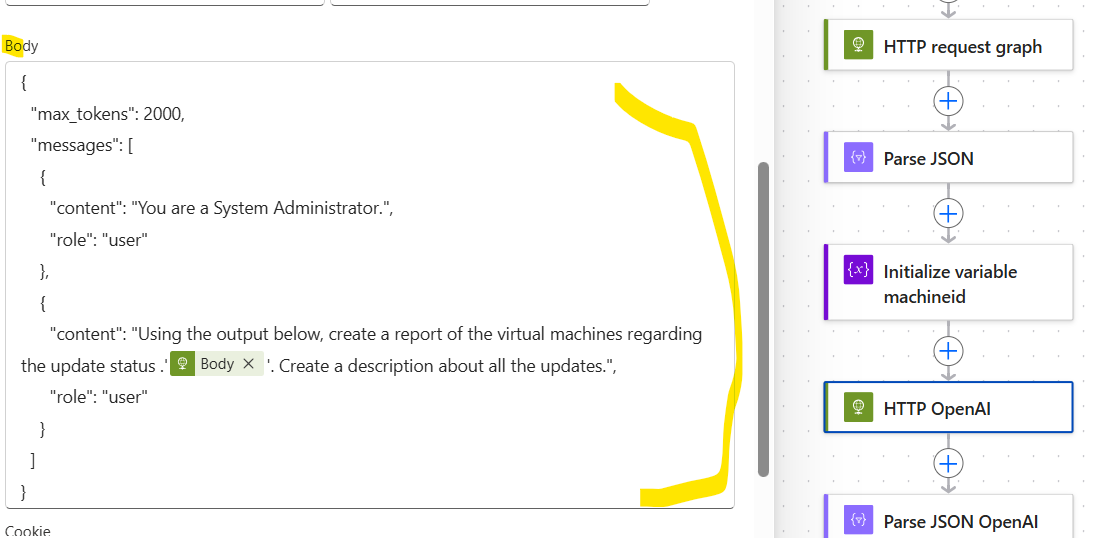 Body
{
"max_tokens": 2000,
"messages": [
{
"content": "You are a System Administrator.",
"role": "user"
},
{
"content": "Using the output below, create a report of the virtual machines regarding
the update status .' Body × '. Create a description about all the updates.",
"role": "user"
}
]
}
Cookie
HTTP request graph
{▽} Parse JSON
{x} Initialize variable
machineid
HTTP OpenAI
{▽} Parse JSON OpenAI